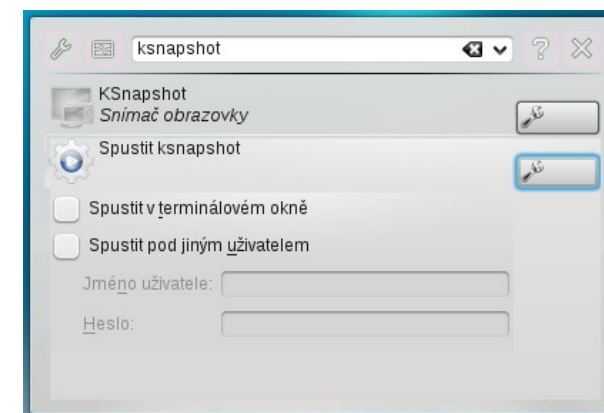 ksnapshot
KSnapshot
Snímač obrazovky
Spustit ksnapshot
Spustit v terminálovém okně
Spustit pod jiným uživatelem
Jméno uživatele:
Heslo: